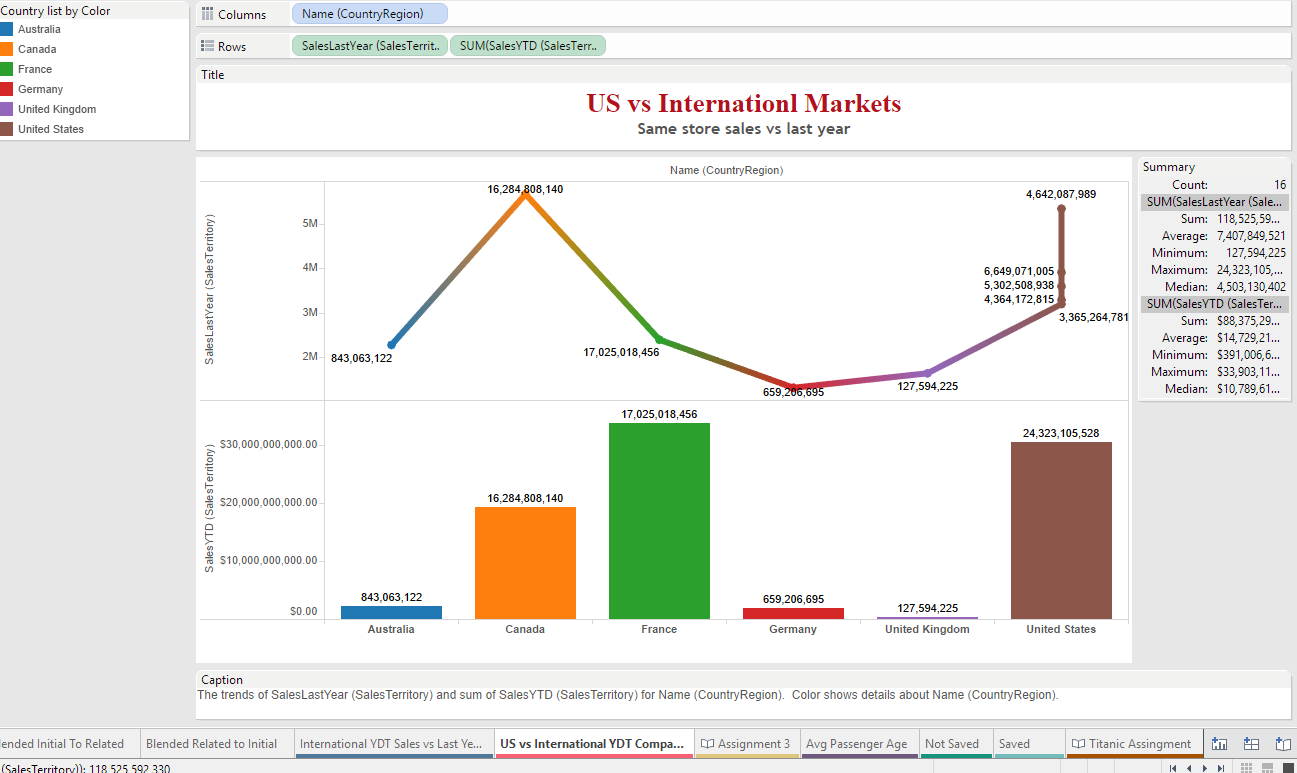 Country list by Color
Australia
Canada
France
Germany
United Kingdom
United States
Columns
Name (CountryRegion)
Rows
SalesLastYear (SalesTerrit..
SUM(SalesYTD (SalesTerr..
Title
US vs Internationl Markets
Same store sales vs last year
Name (CountryRegion)
SalesLastYear (SalesTerritory)
5M
4M
3M
2M
843,063,122
16,284,808,140
17,025,018,456
659,206,695
127,594,225
4,642,087,989
6,649,071,005
5,302,508,938
4,364,172,815
3,365,264,781
SalesYTD (SalesTerritory)
$30,000,000,000.00
$20,000,000,000.00
$10,000,000,000.00
$0.00
843,063,122
16,284,808,140
17,025,018,456
659,206,695
127,594,225
24,323,105,528
Australia
Canada
France
Germany
United Kingdom
United States
Summary
Count: 16
SUM(SalesLastYear (Sale...
Sum: 118,525,59...
Average: 7,407,849,521
Minimum: 127,594,225
Maximum: 24,323,105,...
Median: 4,503,130,402
SUM(SalesYTD (SalesTer...
Sum: $88,375,29...
Average: $14,729,21...
Minimum: $391,006,6...
Maximum: $33,903,11...
Median: $10,789,61...
Caption
The trends of SalesLastYear (SalesTerritory) and sum of SalesYTD (SalesTerritory) for Name (CountryRegion). Color shows details about Name (CountryRegion).
lended Initial To Related
Blended Related to Initial
International YDT Sales vs Last Ye...
US vs International YDT Compa...
Assignment 3
Avg Passenger Age
Not Saved
Saved
Titanic Assingment
(SalesTerritory)): 118,525,592,330